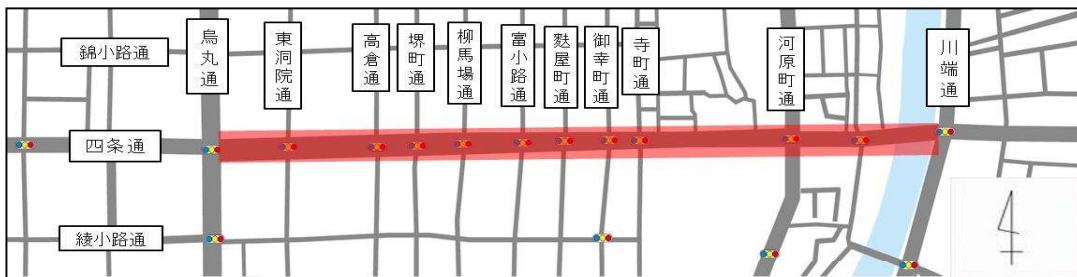 錦小路通
烏丸通
東洞院通
高倉通
堺町通
柳馬場通
富小路通
麩屋町通
御幸町通
寺町通
河原町通
川端通
四条通
綾小路通